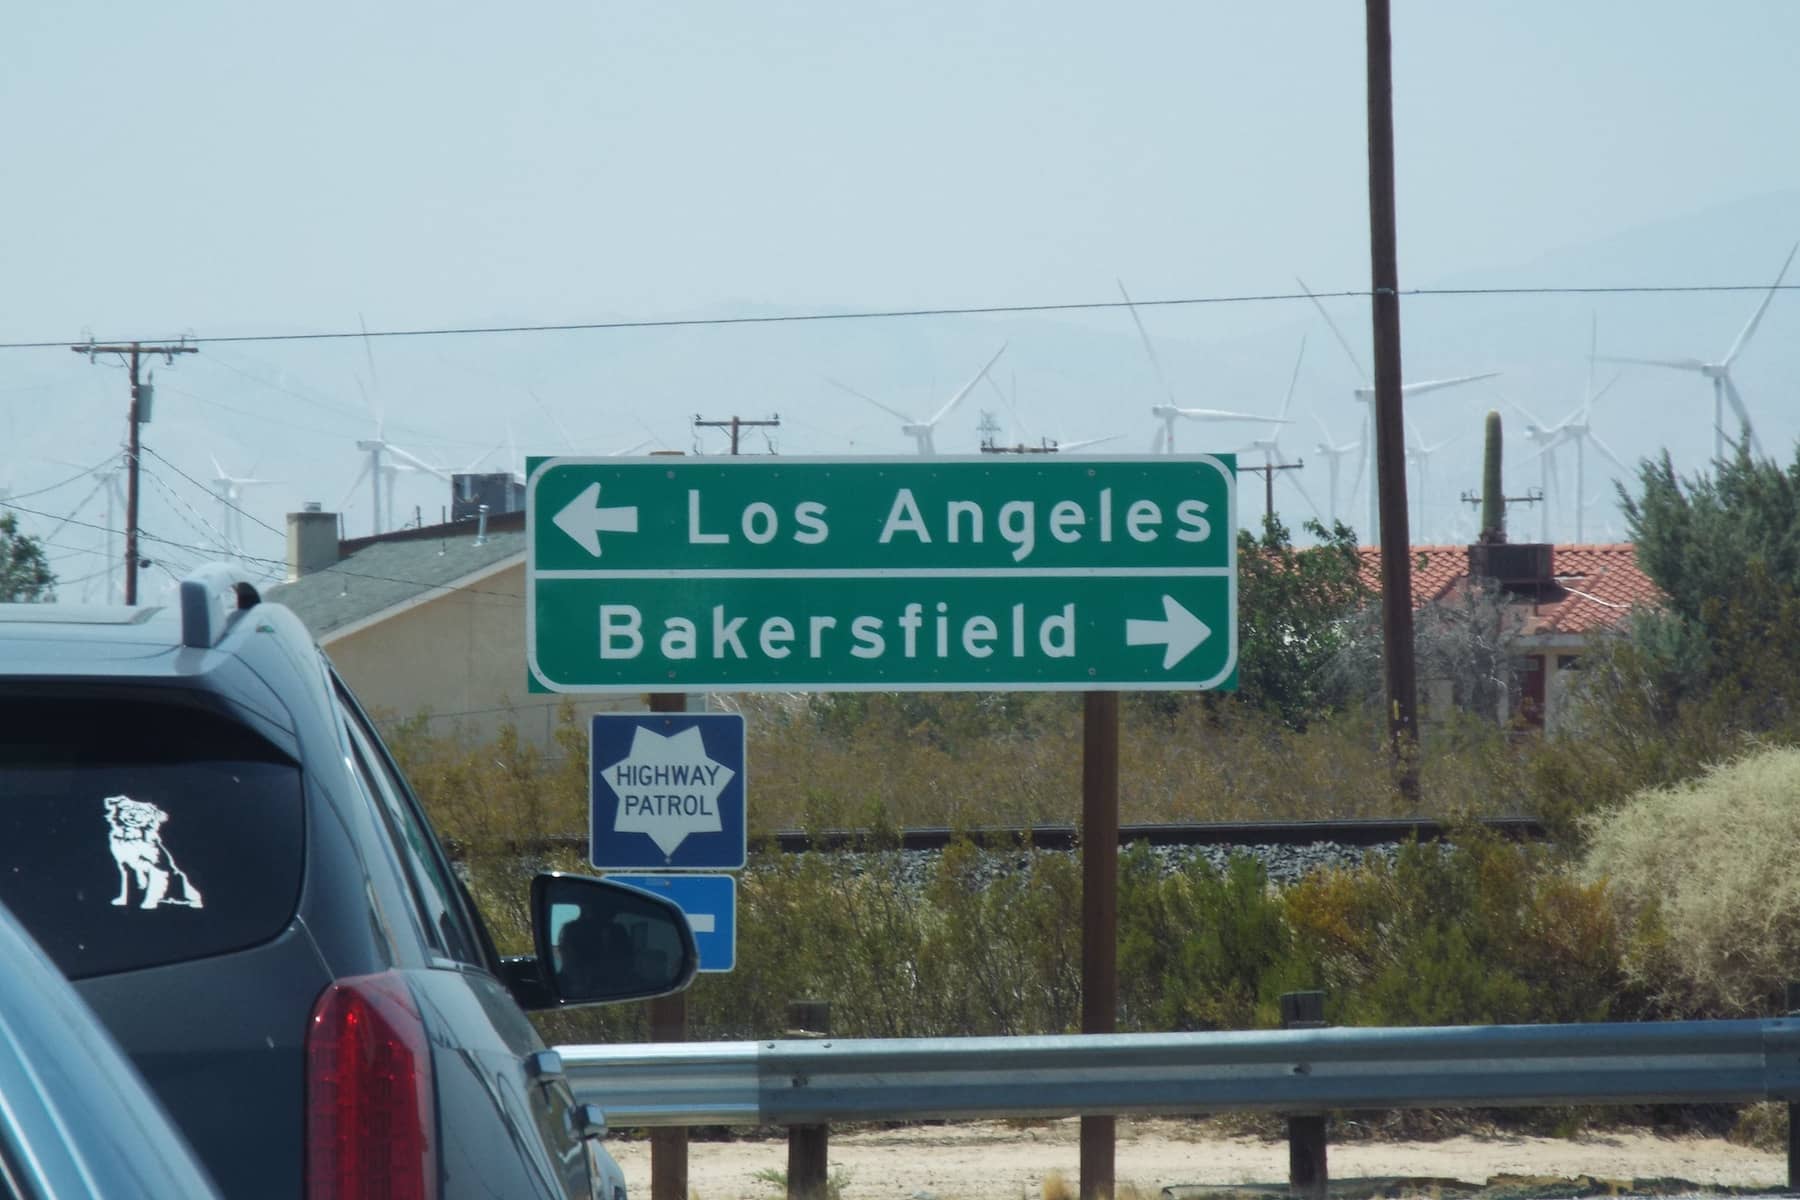 Los Angeles
Bakersfield
HIGHWAY
PATROL